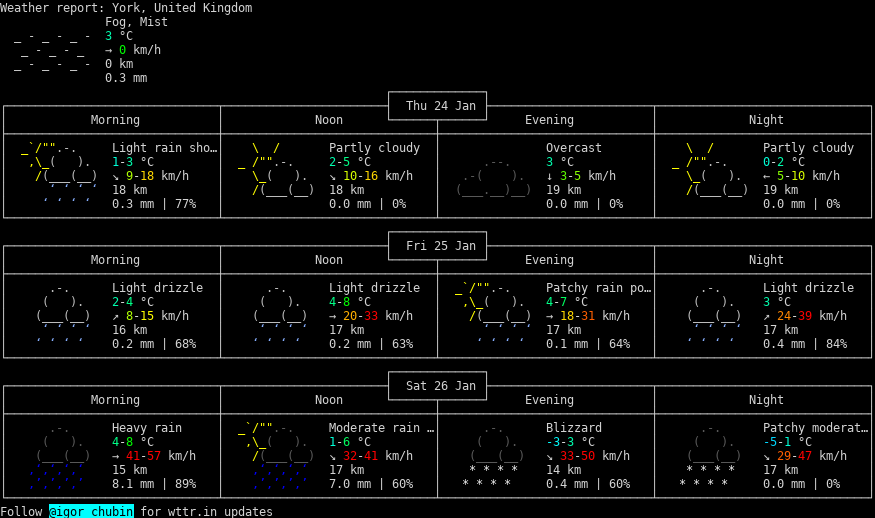 Weather report: York, United Kingdom
Fog, Mist
3 °C
→ 0 km/h
0 km
0.3 mm
Thu 24 Jan
Morning Noon Evening Night
Light rain sho… Partly cloudy Overcast Partly cloudy
1-3 °C 2-5 °C 3 °C 0-2 °C
↘ 9-18 km/h ↘ 10-16 km/h ↓ 3-5 km/h ← 5-10 km/h
18 km 18 km 19 km 19 km
0.3 mm | 77% 0.0 mm | 0% 0.0 mm | 0% 0.0 mm | 0%
Fri 25 Jan
Morning Noon Evening Night
Light drizzle Light drizzle Patchy rain po… Light drizzle
2-4 °C 4-8 °C 4-7 °C 3 °C
↗ 8-15 km/h → 20-33 km/h → 18-31 km/h ↗ 24-39 km/h
16 km 17 km 17 km 17 km
0.2 mm | 68% 0.2 mm | 63% 0.1 mm | 64% 0.4 mm | 84%
Sat 26 Jan
Morning Noon Evening Night
Heavy rain Moderate rain … Blizzard Patchy moderat…
4-8 °C 1-6 °C -3-3 °C -5-1 °C
→ 41-57 km/h ↘ 32-41 km/h ↘ 33-50 km/h ↘ 29-47 km/h
15 km 17 km 14 km 17 km
8.1 mm | 89% 7.0 mm | 60% 0.4 mm | 60% 0.0 mm | 0%
Follow @igor_chubin for wttr.in updates